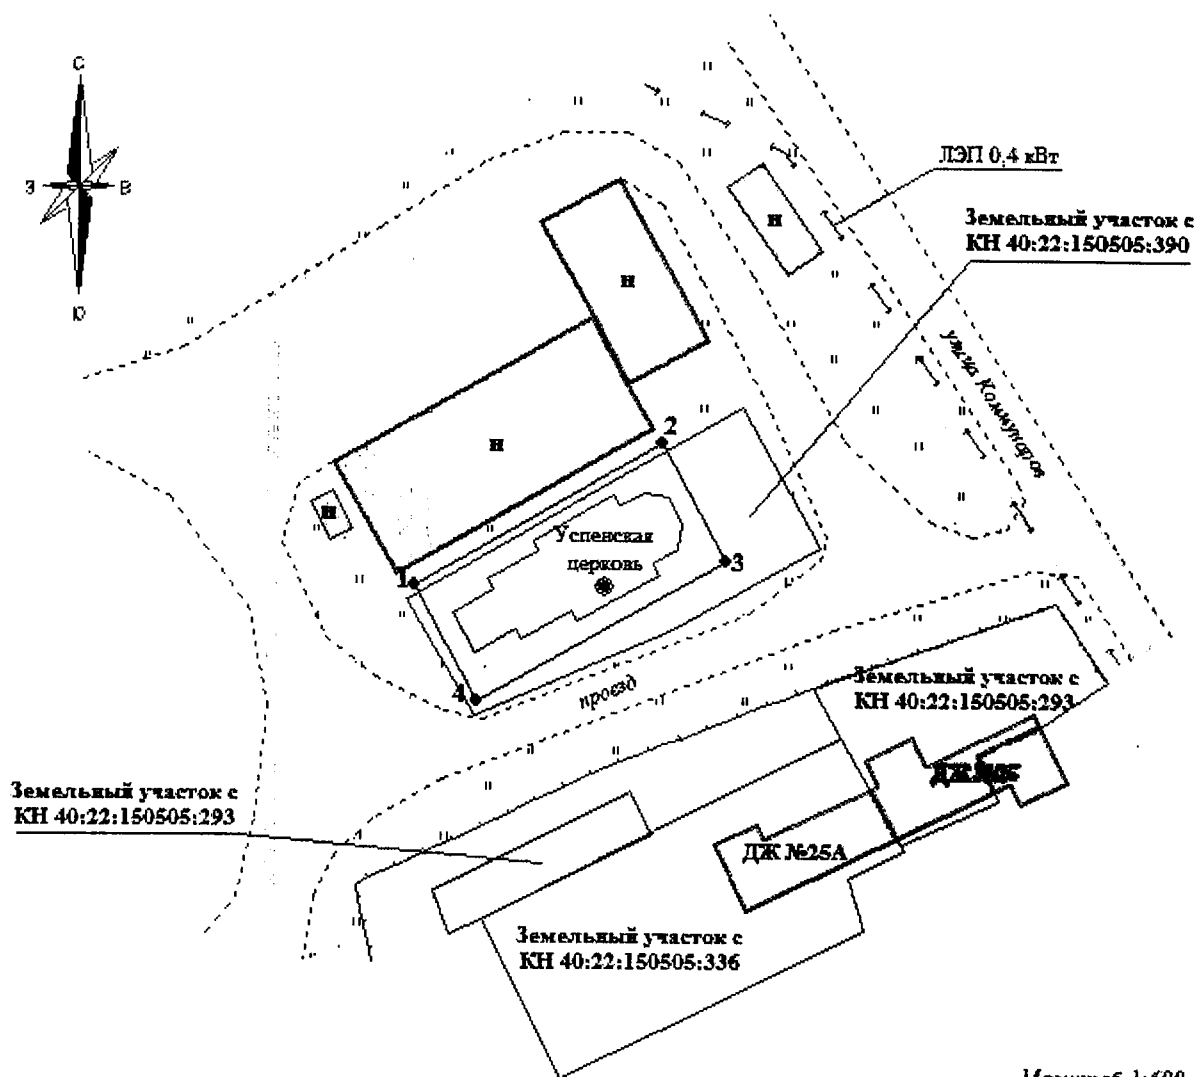 С
З
В
Ю
ЛЭП 0,4 кВт
Земельный участок с
КН 40:22:150505:390
н
н
улица Коммунаров
н
2
н
Успенская
церковь
1
3
4
проезд
Земельный участок с
КН 40:22:150505:293
ДЖ
Земельный участок с
КН 40:22:150505:293
ДЖ №25А
Земельный участок с
КН 40:22:150505:336